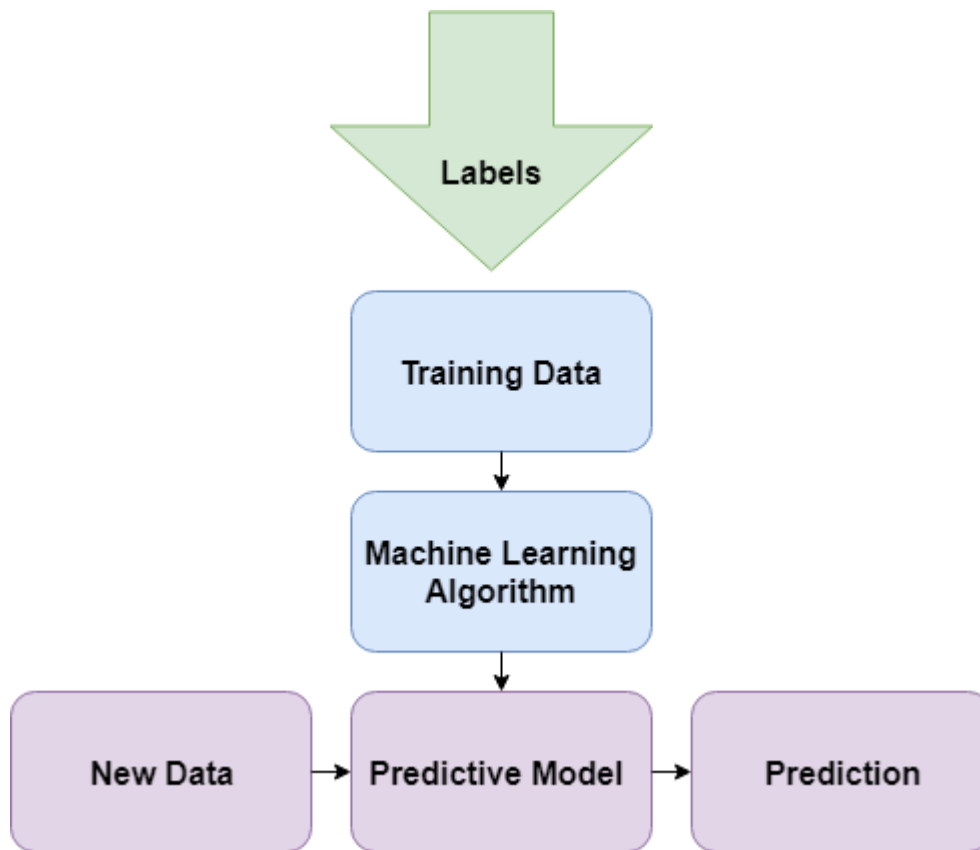 Labels
Training Data
Machine Learning
Algorithm
New Data
Predictive Model
Prediction